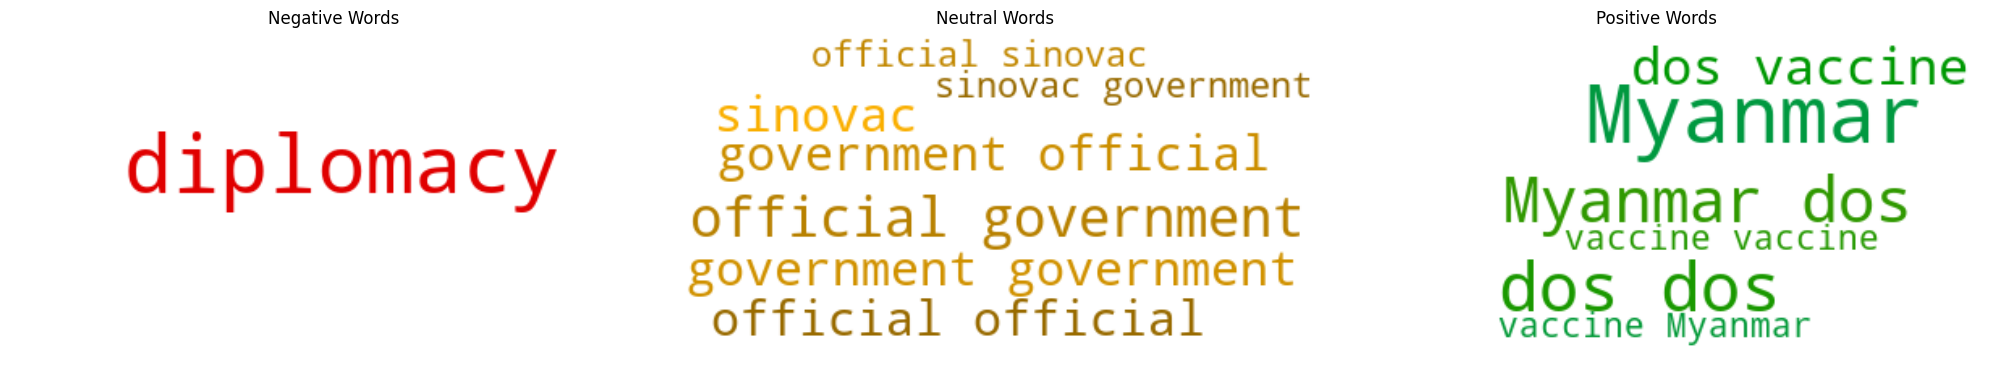 Negative Words
diplomacy
Neutral Words
official sinovac
sinovac government
sinovac
government official
official government
government government
official official
Positive Words
dos vaccine
Myanmar
Myanmar dos
vaccine vaccine
dos dos
vaccine Myanmar